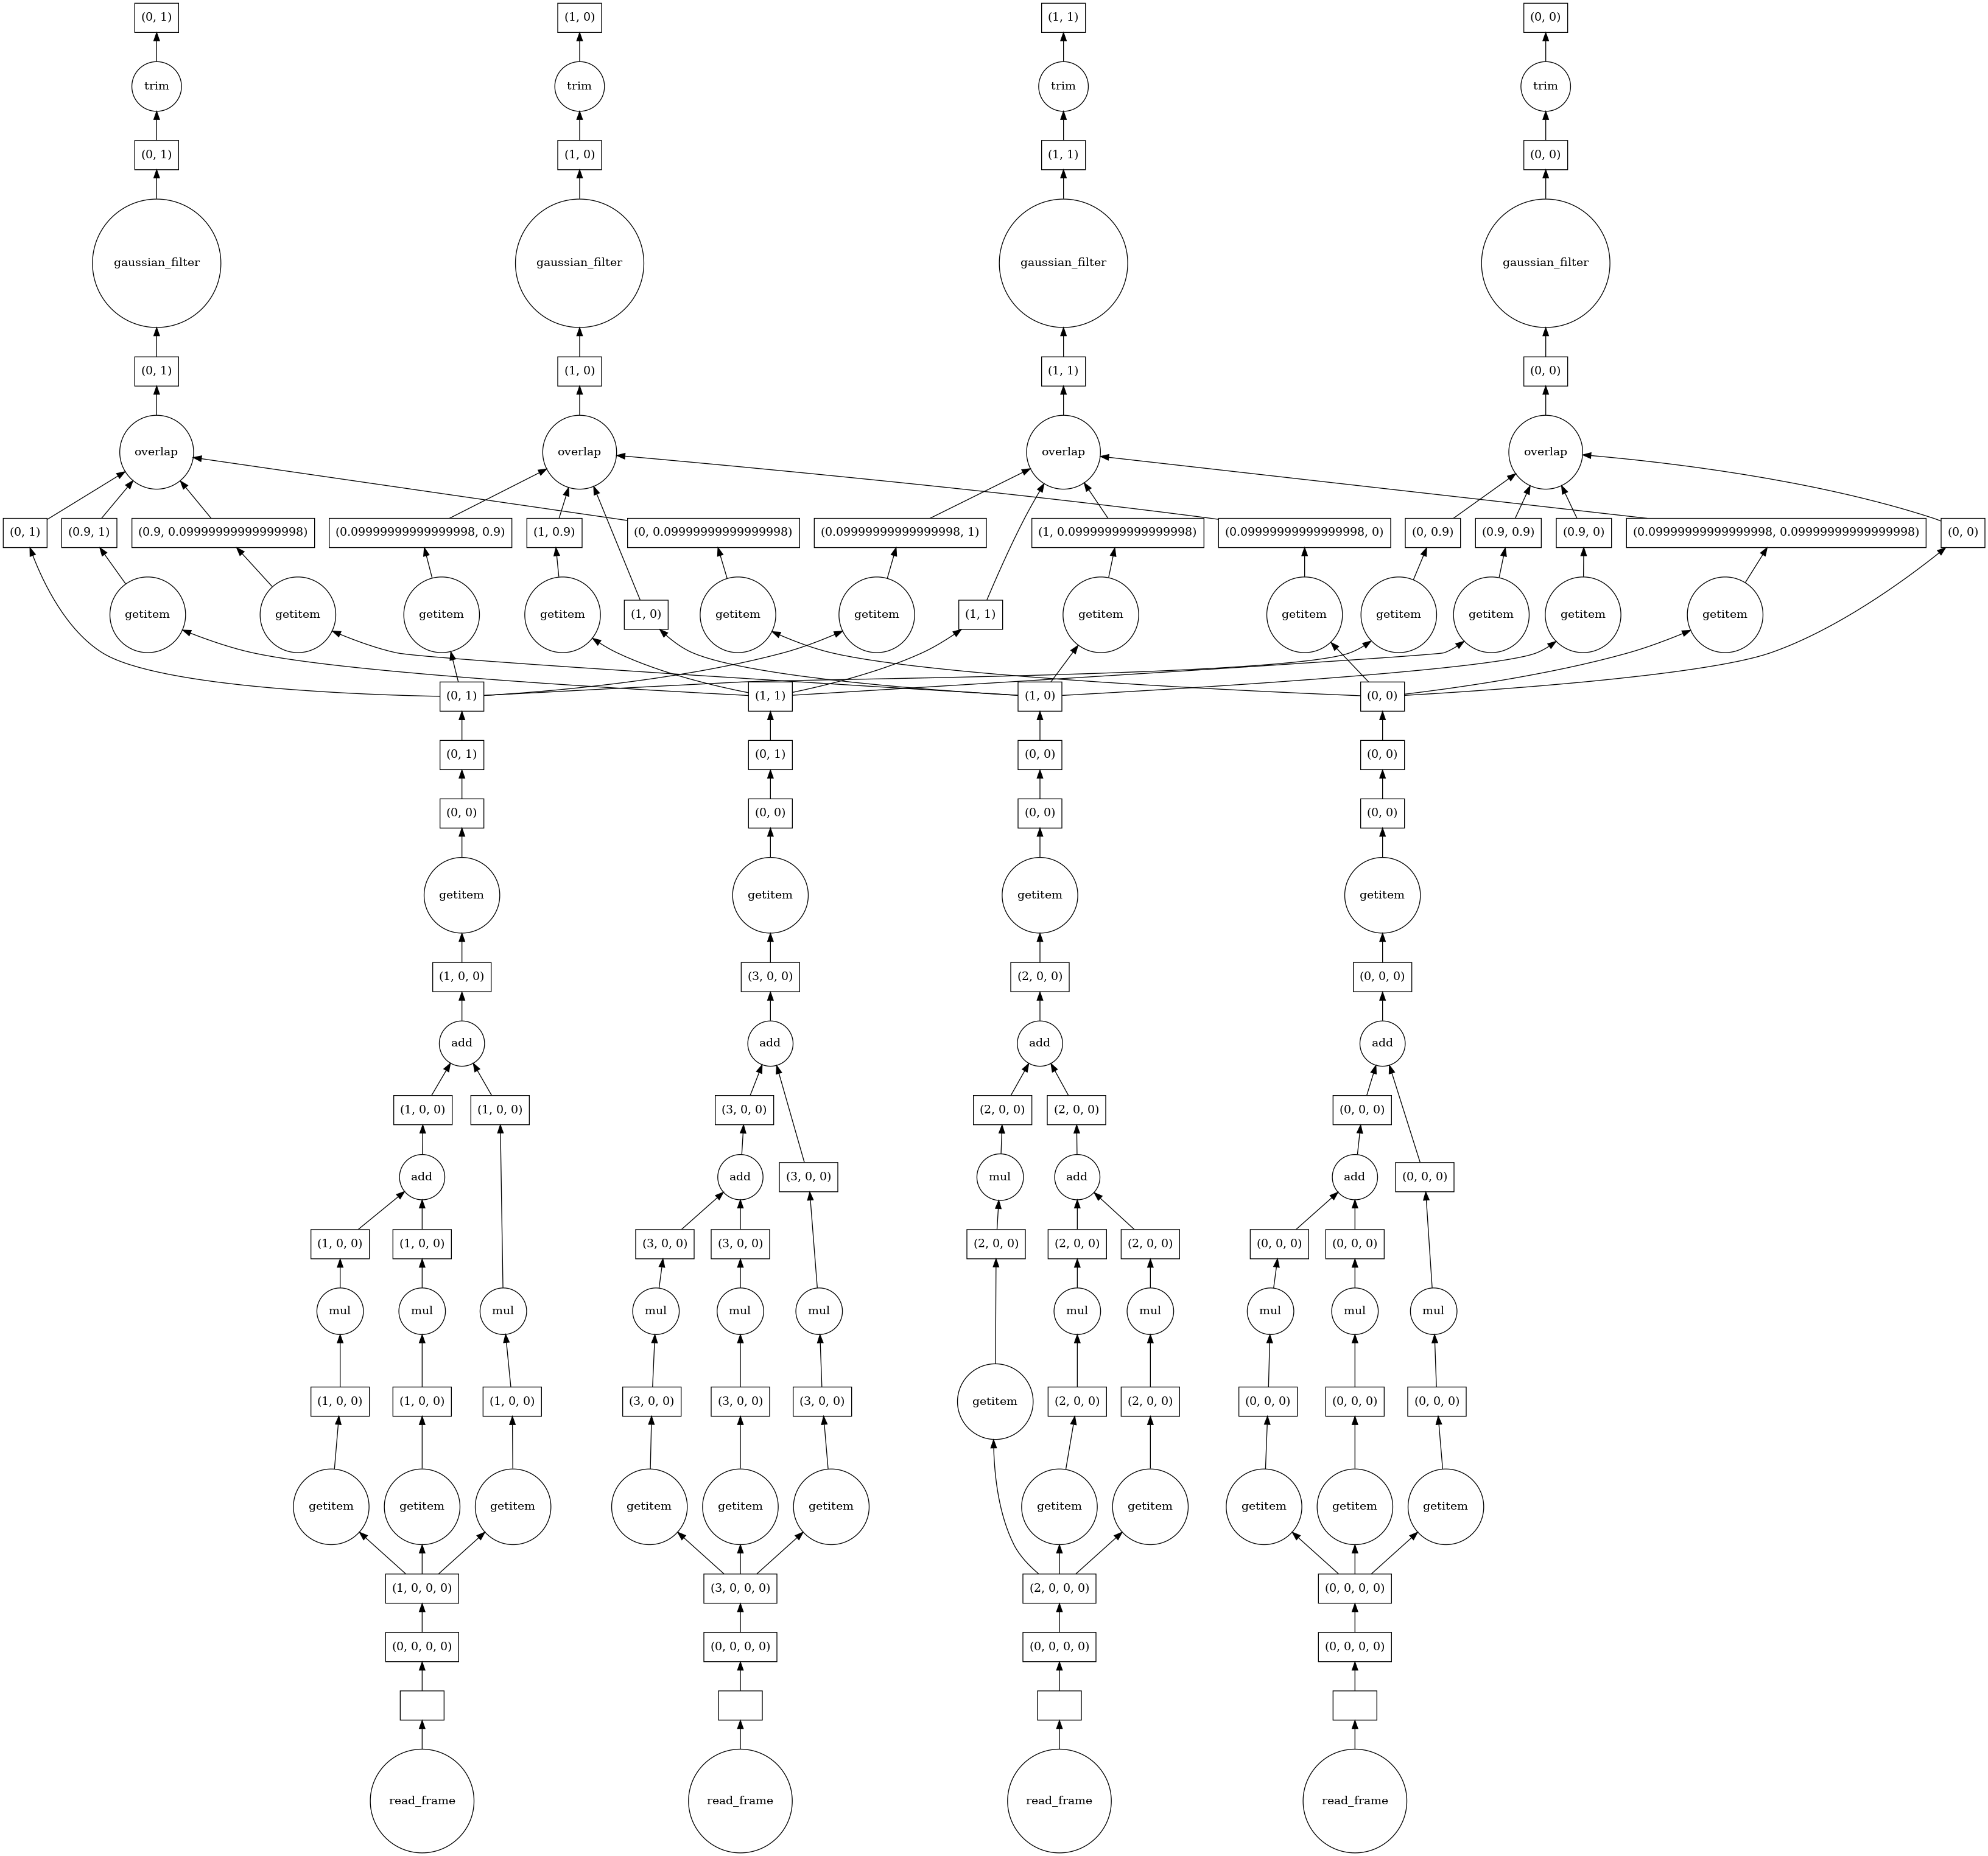 (0, 1)
(1, 0)
(1, 1)
(0, 0)
trim
trim
trim
trim
(0, 1)
(1, 0)
(1, 1)
(0, 0)
gaussian_filter
gaussian_filter
gaussian_filter
gaussian_filter
(0, 1)
(1, 0)
(1, 1)
(0, 0)
overlap
overlap
overlap
overlap
(0, 1)
(0.9, 1)
(0.9, 0.09999999999999998)
(0.09999999999999998, 0.9)
(1, 0.9)
(0, 0.09999999999999998)
(0.09999999999999998, 1)
(1, 0.09999999999999998)
(0.09999999999999998, 0)
(0, 0.9)
(0.9, 0.9)
(0.9, 0)
(0.09999999999999998, 0.09999999999999998)
(0, 0)
getitem
getitem
getitem
getitem
(1, 0)
getitem
getitem
(1, 1)
getitem
getitem
getitem
getitem
getitem
getitem
(0, 1)
(1, 1)
(1, 0)
(0, 0)
(0, 1)
(0, 1)
(0, 0)
(0, 0)
(0, 0)
(0, 0)
(0, 0)
(0, 0)
getitem
getitem
getitem
getitem
(1, 0, 0)
(3, 0, 0)
(2, 0, 0)
(0, 0, 0)
add
add
add
add
(1, 0, 0)
(1, 0, 0)
(3, 0, 0)
(2, 0, 0)
(2, 0, 0)
(0, 0, 0)
add
add
(3, 0, 0)
mul
add
add
(0, 0, 0)
(1, 0, 0)
(1, 0, 0)
(3, 0, 0)
(3, 0, 0)
(2, 0, 0)
(2, 0, 0)
(2, 0, 0)
(0, 0, 0)
(0, 0, 0)
mul
mul
mul
mul
mul
mul
mul
mul
mul
mul
mul
(1, 0, 0)
(1, 0, 0)
(1, 0, 0)
(3, 0, 0)
(3, 0, 0)
(3, 0, 0)
getitem
(2, 0, 0)
(2, 0, 0)
(0, 0, 0)
(0, 0, 0)
(0, 0, 0)
getitem
getitem
getitem
getitem
getitem
getitem
getitem
getitem
getitem
getitem
getitem
(1, 0, 0, 0)
(3, 0, 0, 0)
(2, 0, 0, 0)
(0, 0, 0, 0)
(0, 0, 0, 0)
(0, 0, 0, 0)
(0, 0, 0, 0)
(0, 0, 0, 0)
read_frame
read_frame
read_frame
read_frame